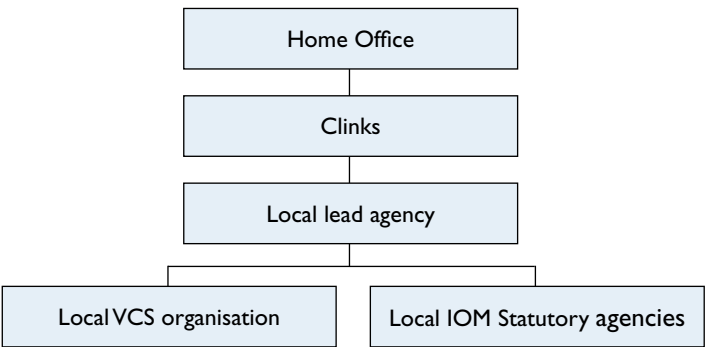 Home Office
Clinks
Local lead agency
Local VCS organisation
Local IOM Statutory agencies